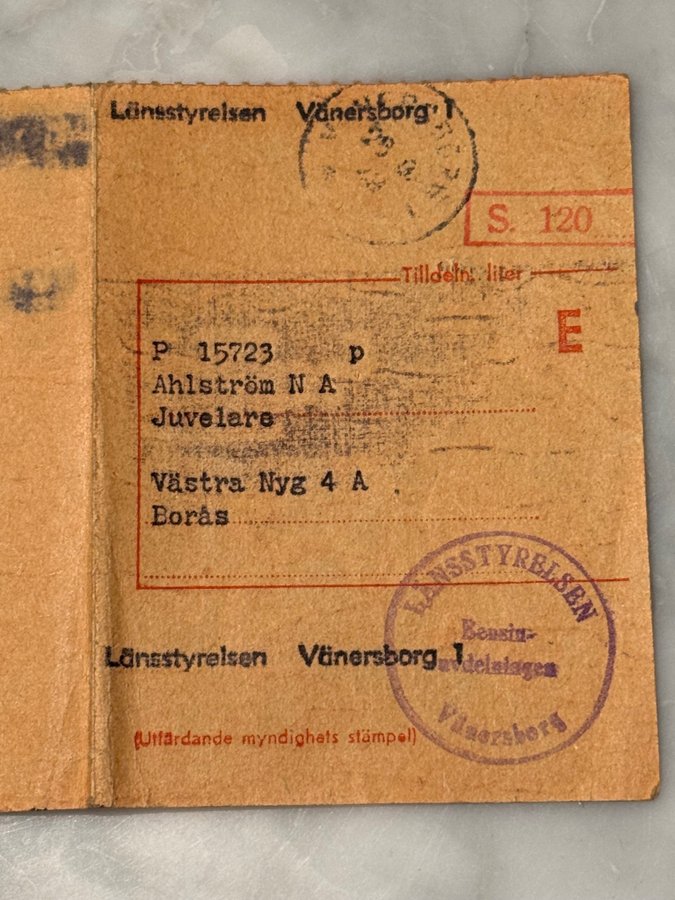 Länsstyrelsen Vänersborg 1
S. 120
Tilldeln. liter
E
P 15723 p
Ahlström N A
Juvelare
Västra Nyg 4 A
Borås
LÄNSSTYRELSEN
Bensin-
avdelningen
Vänersborg
Länsstyrelsen Vänersborg 1
(Utfärdande myndighets stämpel)